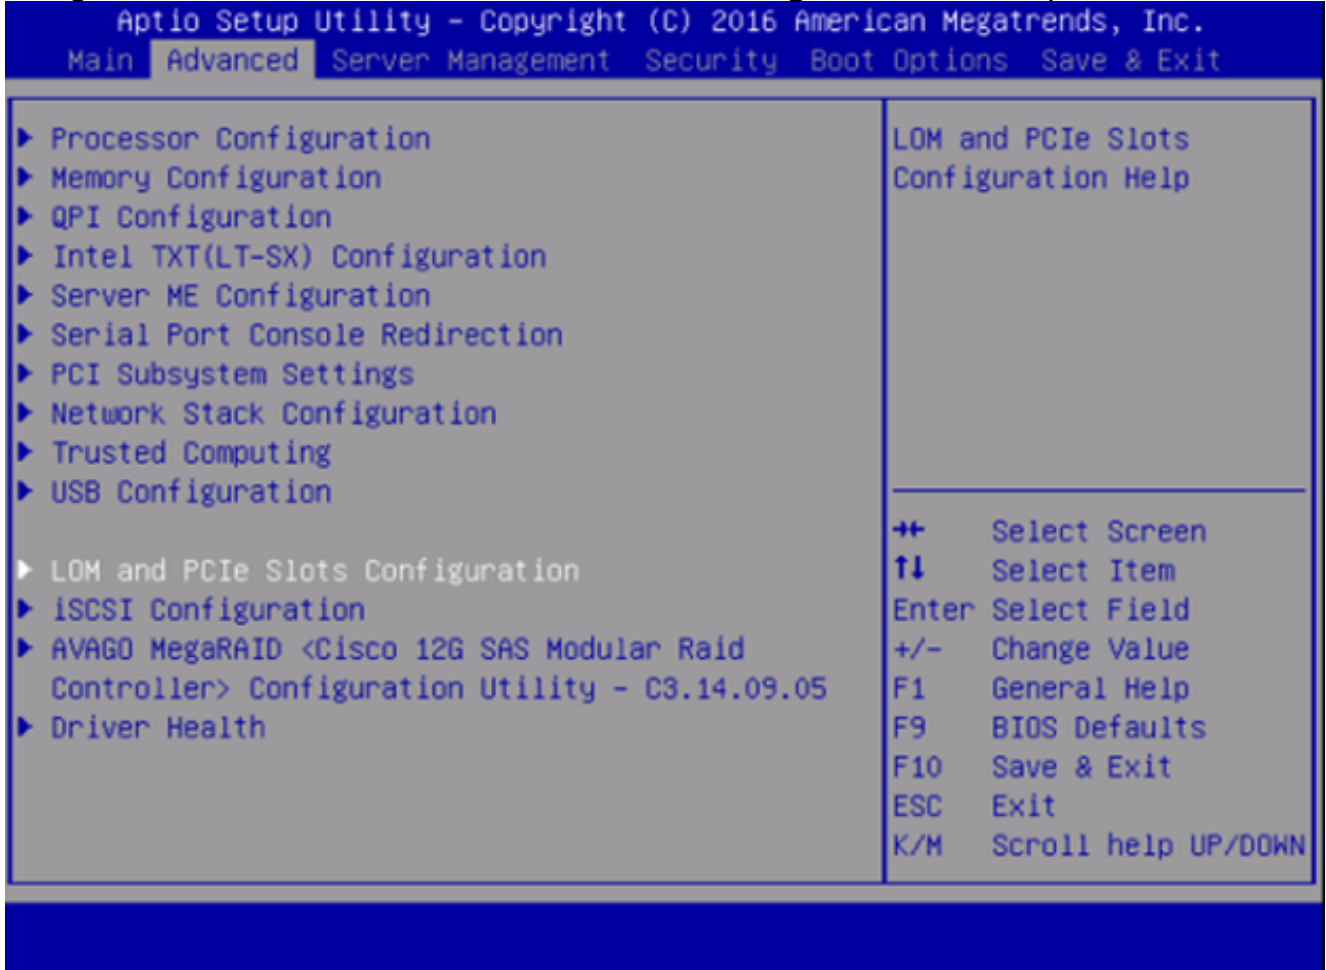 Aptio Setup Utility – Copyright (C) 2016 American Megatrends, Inc.
Main Advanced Server Management Security Boot Options Save & Exit
Processor Configuration
Memory Configuration
QPI Configuration
Intel TXT(LT-SX) Configuration
Server ME Configuration
Serial Port Console Redirection
PCI Subsystem Settings
Network Stack Configuration
Trusted Computing
USB Configuration
LOM and PCIe Slots Configuration
iSCSI Configuration
AVAGO MegaRAID <Cisco 12G SAS Modular Raid
Controller> Configuration Utility – C3.14.09.05
Driver Health
LOM and PCIe Slots
Configuration Help
→← Select Screen
↑↓ Select Item
Enter Select Field
+/- Change Value
F1 General Help
F9 BIOS Defaults
F10 Save & Exit
ESC Exit
K/M Scroll help UP/DOWN